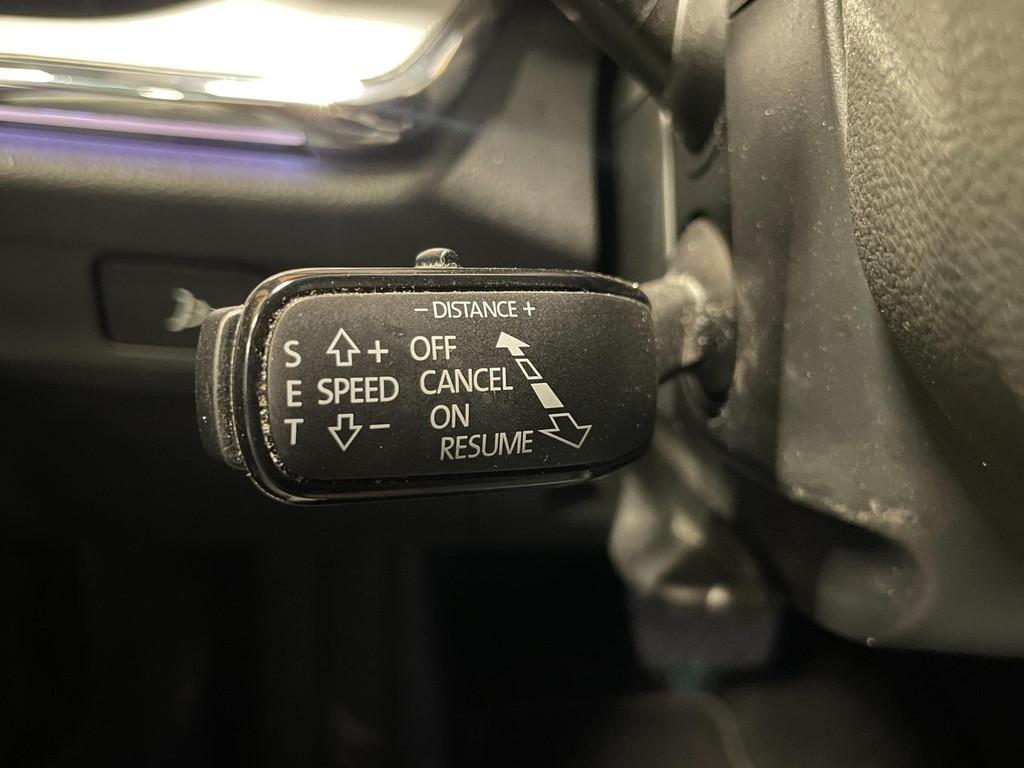 − DISTANCE +
S + OFF
E SPEED CANCEL
T − ON
RESUME